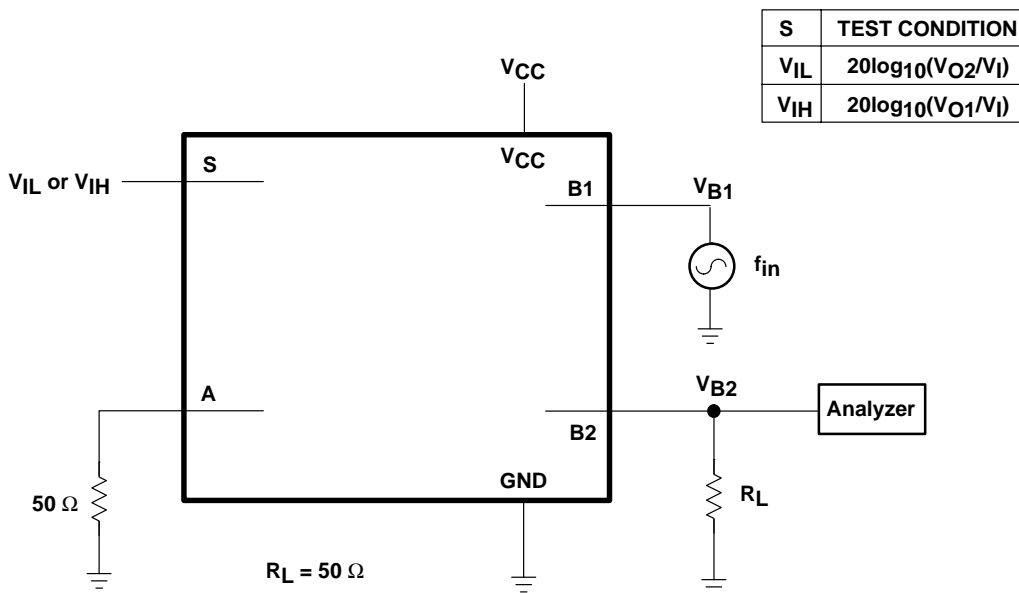 S TEST CONDITION
VIL 20log10(VO2/VI)
VIH 20log10(VO1/VI)
VCC
VCC
S
VIL or VIH
B1
VB1
fin
A
VB2
B2
Analyzer
GND
50 Ω
RL
RL = 50 Ω